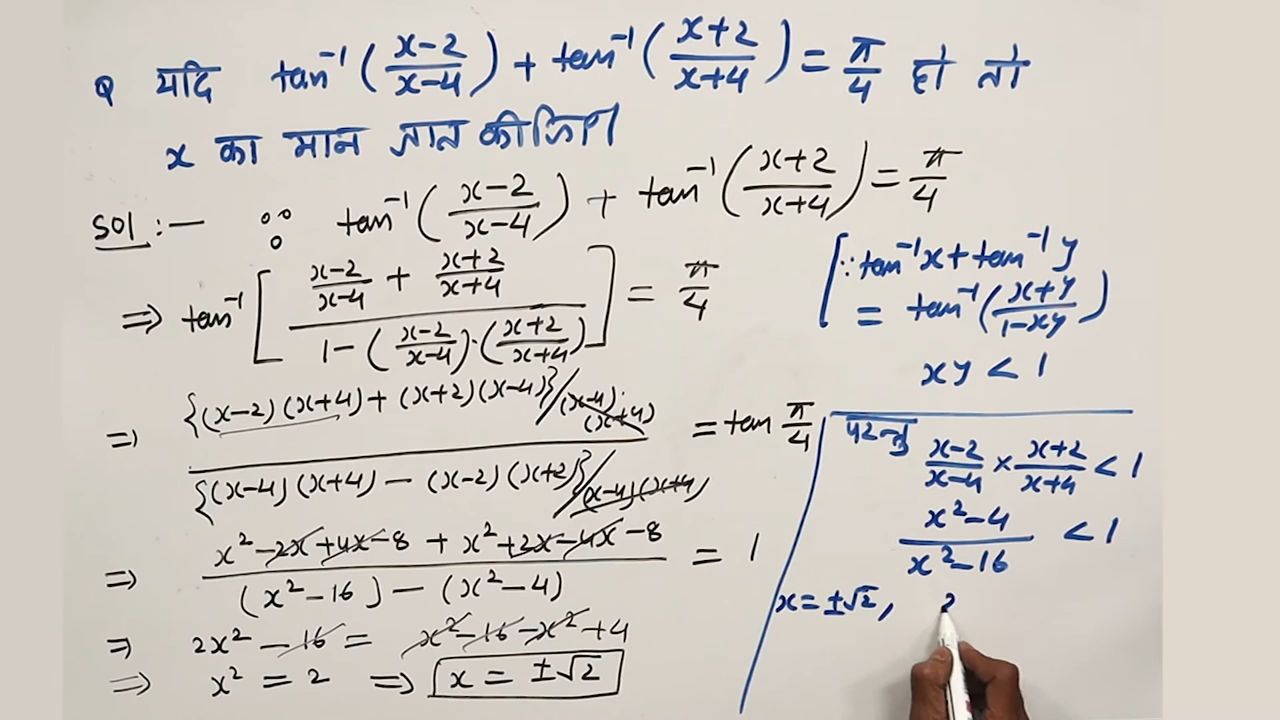 Q यदि tan⁻¹((x-2)/(x-4)) + tan⁻¹((x+2)/(x+4)) = π/4 हो तो
x का मान ज्ञात कीजिए
Sol :— ∵ tan⁻¹((x-2)/(x-4)) + tan⁻¹((x+2)/(x+4)) = π/4
⇒ tan⁻¹[((x-2)/(x-4) + (x+2)/(x+4))/(1-((x-2)/(x-4))·((x+2)/(x+4)))] = π/4
[∵ tan⁻¹x + tan⁻¹y
= tan⁻¹((x+y)/(1-xy))
xy < 1
⇒ {(x-2)(x+4) + (x+2)(x-4)}/(x-4)·(x+4) / {(x-4)(x+4) - (x-2)(x+2)}/(x-4)(x+4) = tan π/4
⇒ (x²-2x+4x-8 + x²+2x-4x-8)/((x²-16)-(x²-4)) = 1
⇒ 2x² - 16 = x²-16-x²+4
⇒ x² = 2 ⇒ x = ±√2
परन्तु
(x-2)/(x-4) × (x+2)/(x+4) < 1
(x²-4)/(x²-16) < 1
x = ±√2,